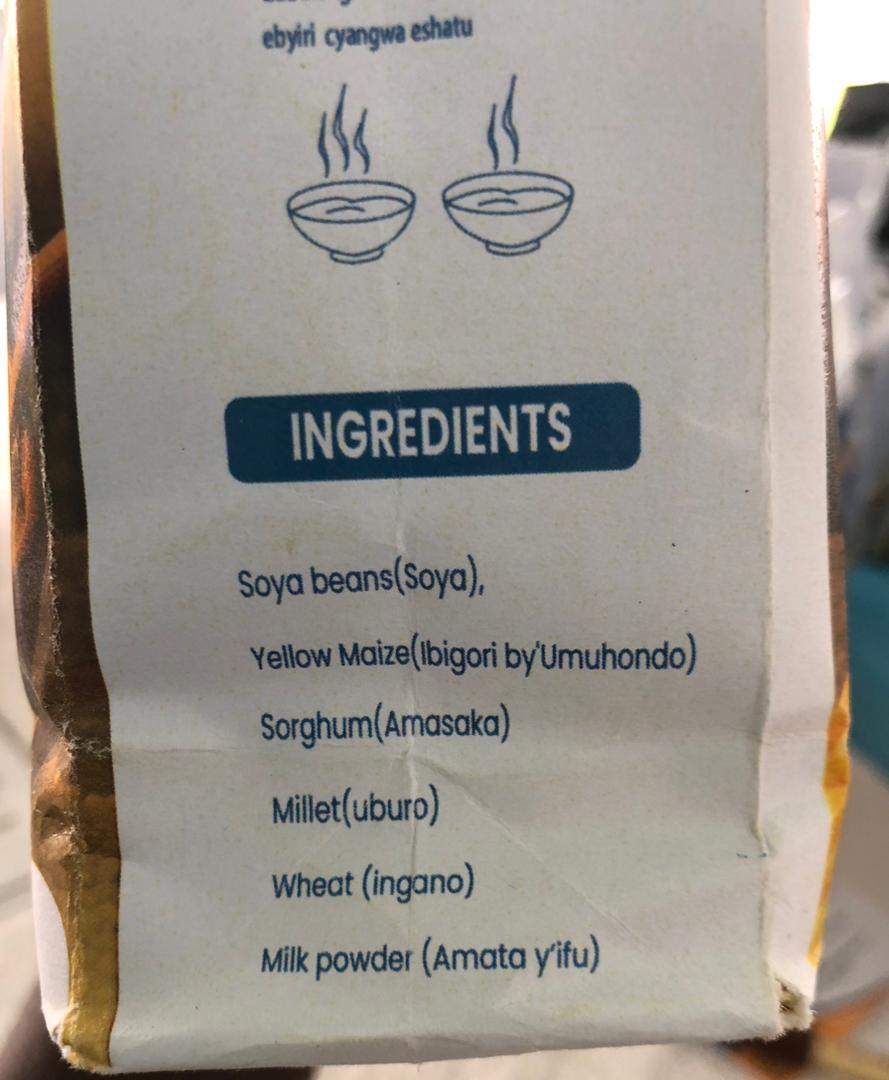 ebyiri cyangwa eshatu
INGREDIENTS
Soya beans(Soya),
Yellow Maize(Ibigori by'Umuhondo)
Sorghum(Amasaka)
Millet(uburo)
Wheat (ingano)
Milk powder (Amata y'ifu)